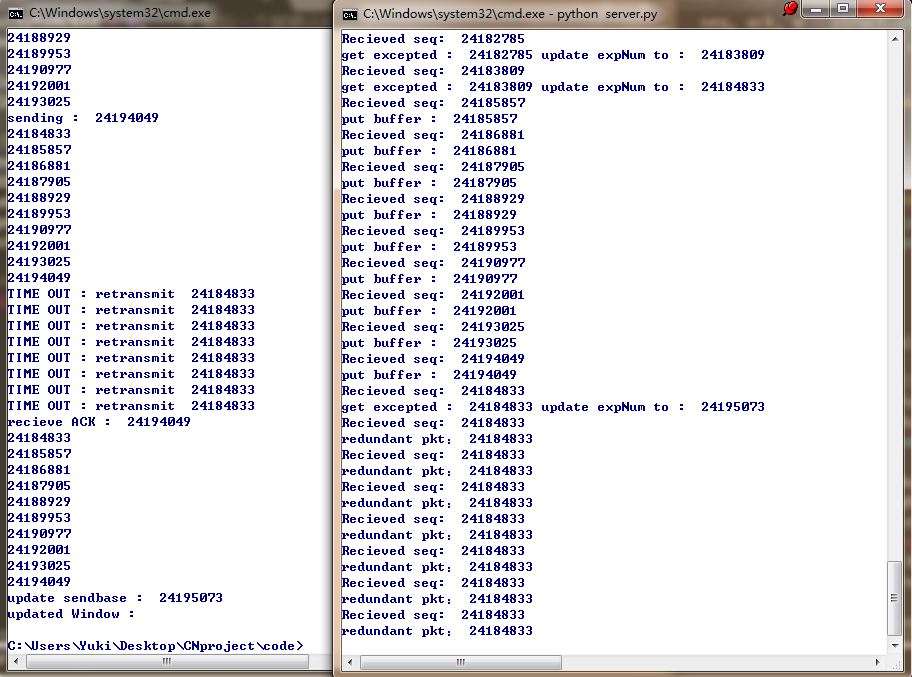 C:\Windows\system32\cmd.exe
24188929
24189953
24190977
24192001
24193025
sending :  24194049
24184833
24185857
24186881
24187905
24188929
24189953
24190977
24192001
24193025
24194049
TIME OUT : retransmit  24184833
TIME OUT : retransmit  24184833
TIME OUT : retransmit  24184833
TIME OUT : retransmit  24184833
TIME OUT : retransmit  24184833
TIME OUT : retransmit  24184833
TIME OUT : retransmit  24184833
TIME OUT : retransmit  24184833
recieve ACK :  24194049
24184833
24185857
24186881
24187905
24188929
24189953
24190977
24192001
24193025
24194049
update sendbase :  24195073
updated Window :
C:\Users\Yuki\Desktop\CNproject\code>
C:\Windows\system32\cmd.exe - python  server.py
Recieved seq:  24182785
get excepted :  24182785 update expNum to :  24183809
Recieved seq:  24183809
get excepted :  24183809 update expNum to :  24184833
Recieved seq:  24185857
put buffer :  24185857
Recieved seq:  24186881
put buffer :  24186881
Recieved seq:  24187905
put buffer :  24187905
Recieved seq:  24188929
put buffer :  24188929
Recieved seq:  24189953
put buffer :  24189953
Recieved seq:  24190977
put buffer :  24190977
Recieved seq:  24192001
put buffer :  24192001
Recieved seq:  24193025
put buffer :  24193025
Recieved seq:  24194049
put buffer :  24194049
Recieved seq:  24184833
get excepted :  24184833 update expNum to :  24195073
Recieved seq:  24184833
redundant pkt:  24184833
Recieved seq:  24184833
redundant pkt:  24184833
Recieved seq:  24184833
redundant pkt:  24184833
Recieved seq:  24184833
redundant pkt:  24184833
Recieved seq:  24184833
redundant pkt:  24184833
Recieved seq:  24184833
redundant pkt:  24184833
Recieved seq:  24184833
redundant pkt:  24184833